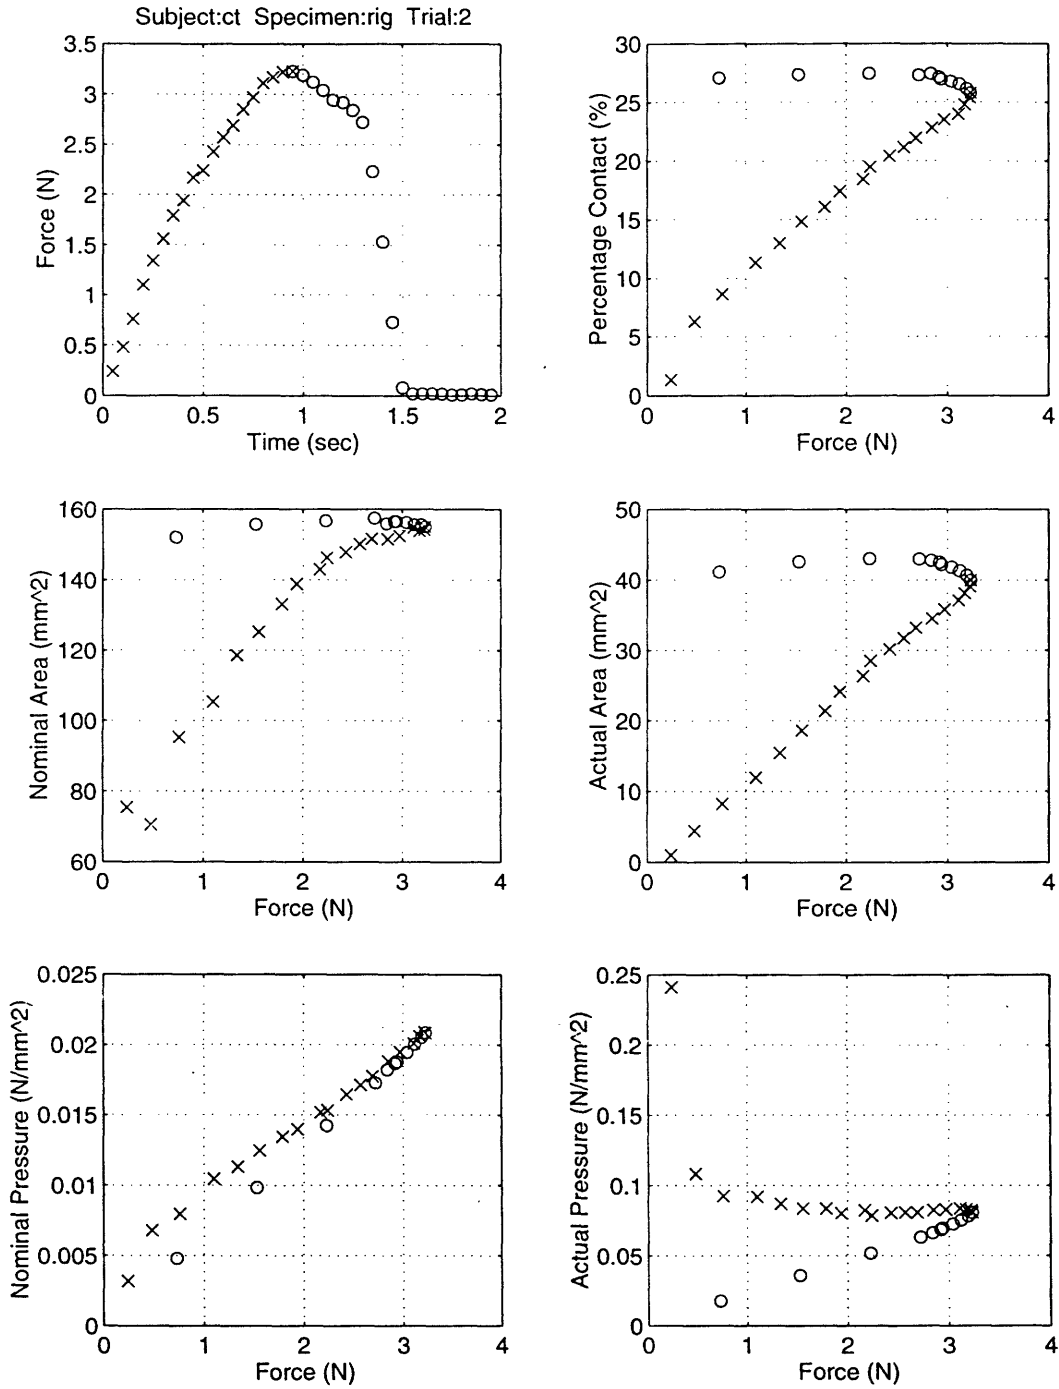 Subject:ct Specimen:rig Trial:2
3.5
3
2.5
2
1.5
1
0.5
0
Force (N)
0 0.5 1 1.5 2
Time (sec)
30
25
20
15
10
5
0
Percentage Contact (%)
0 1 2 3 4
Force (N)
160
140
120
100
80
60
Nominal Area (mm^2)
0 1 2 3 4
Force (N)
50
40
30
20
10
0
Actual Area (mm^2)
0 1 2 3 4
Force (N)
0.025
0.02
0.015
0.01
0.005
0
Nominal Pressure (N/mm^2)
0 1 2 3 4
Force (N)
0.25
0.2
0.15
0.1
0.05
0
Actual Pressure (N/mm^2)
0 1 2 3 4
Force (N)